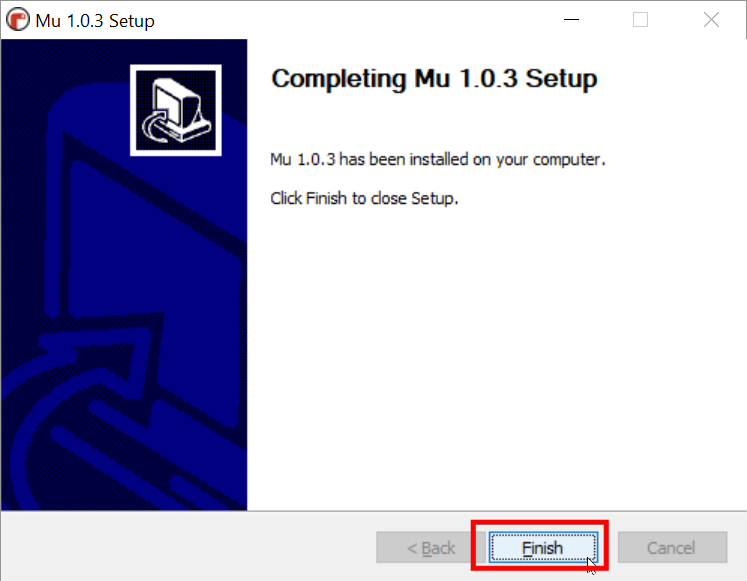 Mu 1.0.3 Setup
Completing Mu 1.0.3 Setup
Mu 1.0.3 has been installed on your computer.
Click Finish to close Setup.
< Back
Finish
Cancel